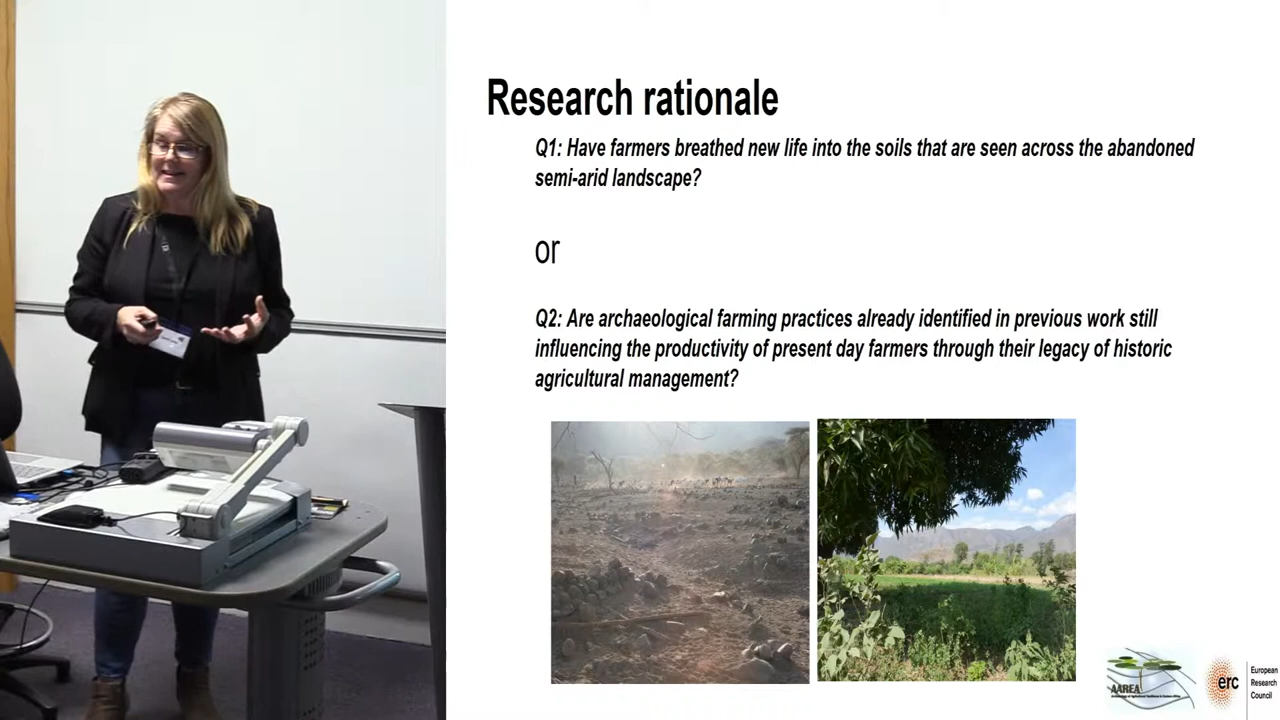 Research rationale
Q1: Have farmers breathed new life into the soils that are seen across the abandoned
semi-arid landscape?
or
Q2: Are archaeological farming practices already identified in previous work still
influencing the productivity of present day farmers through their legacy of historic
agricultural management?
AAREA
erc
European
Research
Council